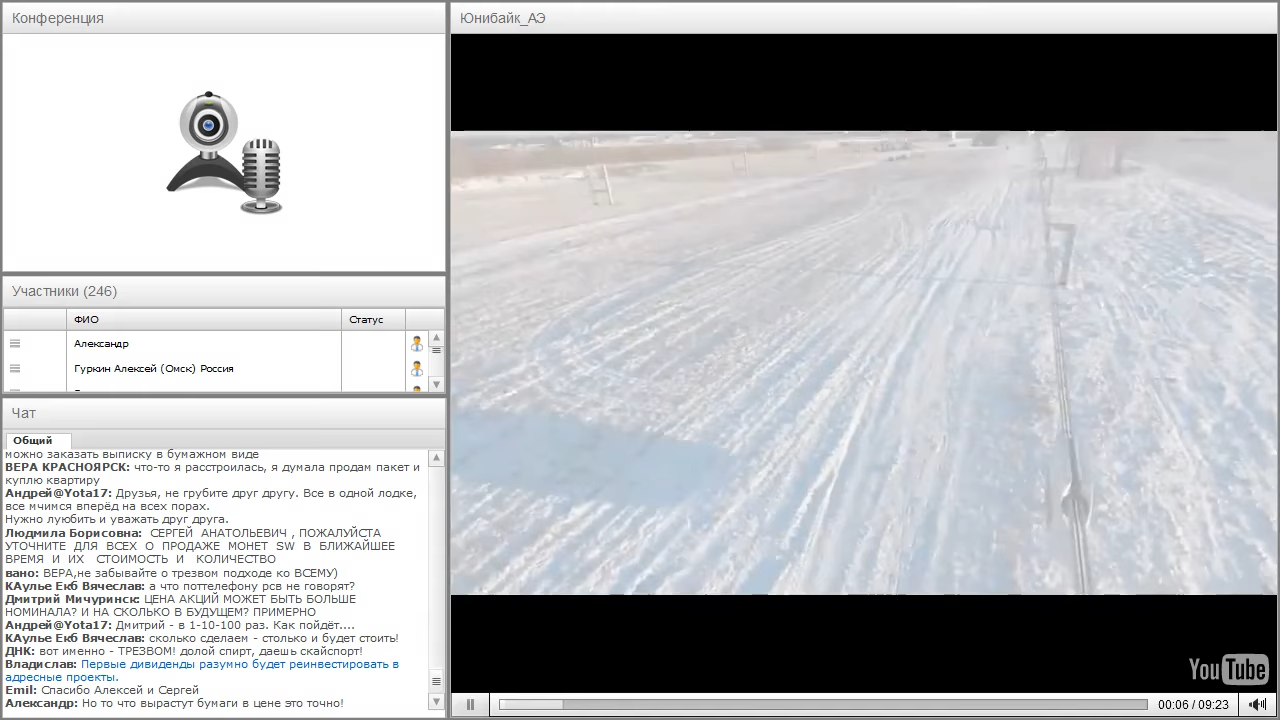 Конференция
Юнибайк_АЭ
Участники (246)
ФИО
Статус
Александр
Гуркин Алексей (Омск) Россия
Чат
Общий
можно заказать выписку в бумажном виде
ВЕРА КРАСНОЯРСК: что-то я расстроилась, я думала продам пакет и
куплю квартиру
Андрей@Yota17: Друзья, не грубите друг другу. Все в одной лодке,
все мчимся вперёд на всех порах.
Нужно луюбить и уважать друг друга.
Людмила Борисовна: СЕРГЕЙ АНАТОЛЬЕВИЧ , ПОЖАЛУЙСТА
УТОЧНИТЕ ДЛЯ ВСЕХ О ПРОДАЖЕ МОНЕТ SW В БЛИЖАЙШЕЕ
ВРЕМЯ И ИХ СТОИМОСТЬ И КОЛИЧЕСТВО
вано: ВЕРА,не забывайте о трезвом подходе ко ВСЕМУ)
КАулье Екб Вячеслав: а что поттелефону рсв не говорят?
Дмитрий Мичуринск: ЦЕНА АКЦИЙ МОЖЕТ БЫТЬ БОЛЬШЕ
НОМИНАЛА? И НА СКОЛЬКО В БУДУЩЕМ? ПРИМЕРНО
Андрей@Yota17: Дмитрий - в 1-10-100 раз. Как пойдёт....
КАулье Екб Вячеслав: сколько сделаем - столько и будет стоить!
ДНК: вот именно - ТРЕЗВОМ! долой спирт, даешь скайспорт!
Владислав: Первые дивиденды разумно будет реинвестировать в
адресные проекты.
Emil: Спасибо Алексей и Сергей
Александр: Но то что вырастут бумаги в цене это точно!
YouTube
00:06 / 09:23